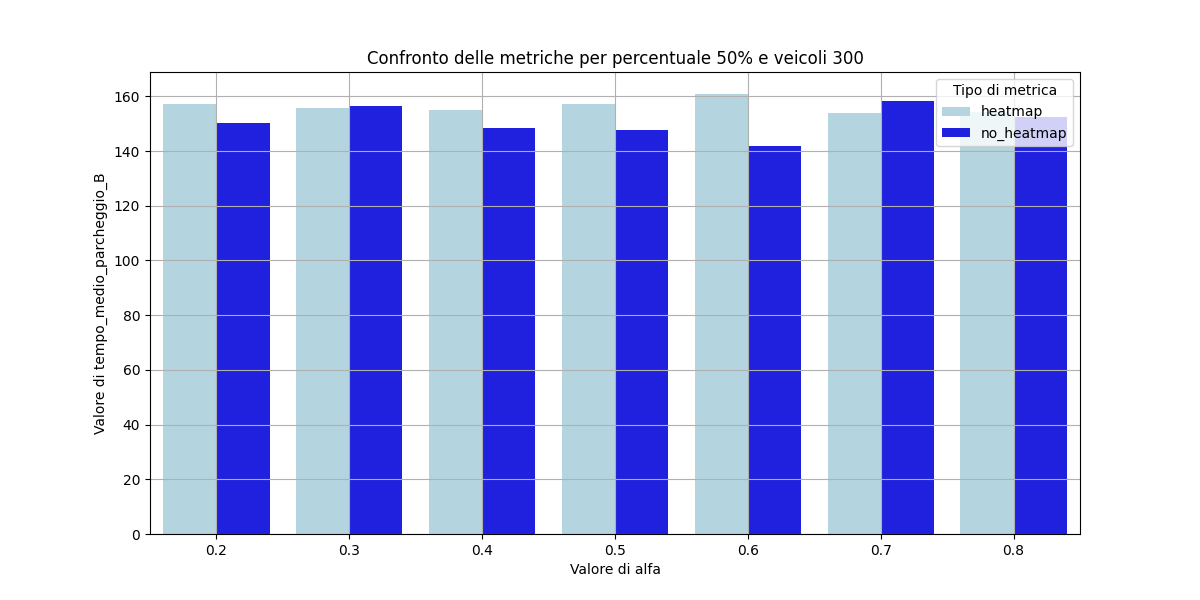 Confronto delle metriche per percentuale 50% e veicoli 300
Valore di tempo_medio_parcheggio_B
160
140
120
100
80
60
40
20
0
Tipo di metrica
heatmap
no_heatmap
0.2 0.3 0.4 0.5 0.6 0.7 0.8
Valore di alfa